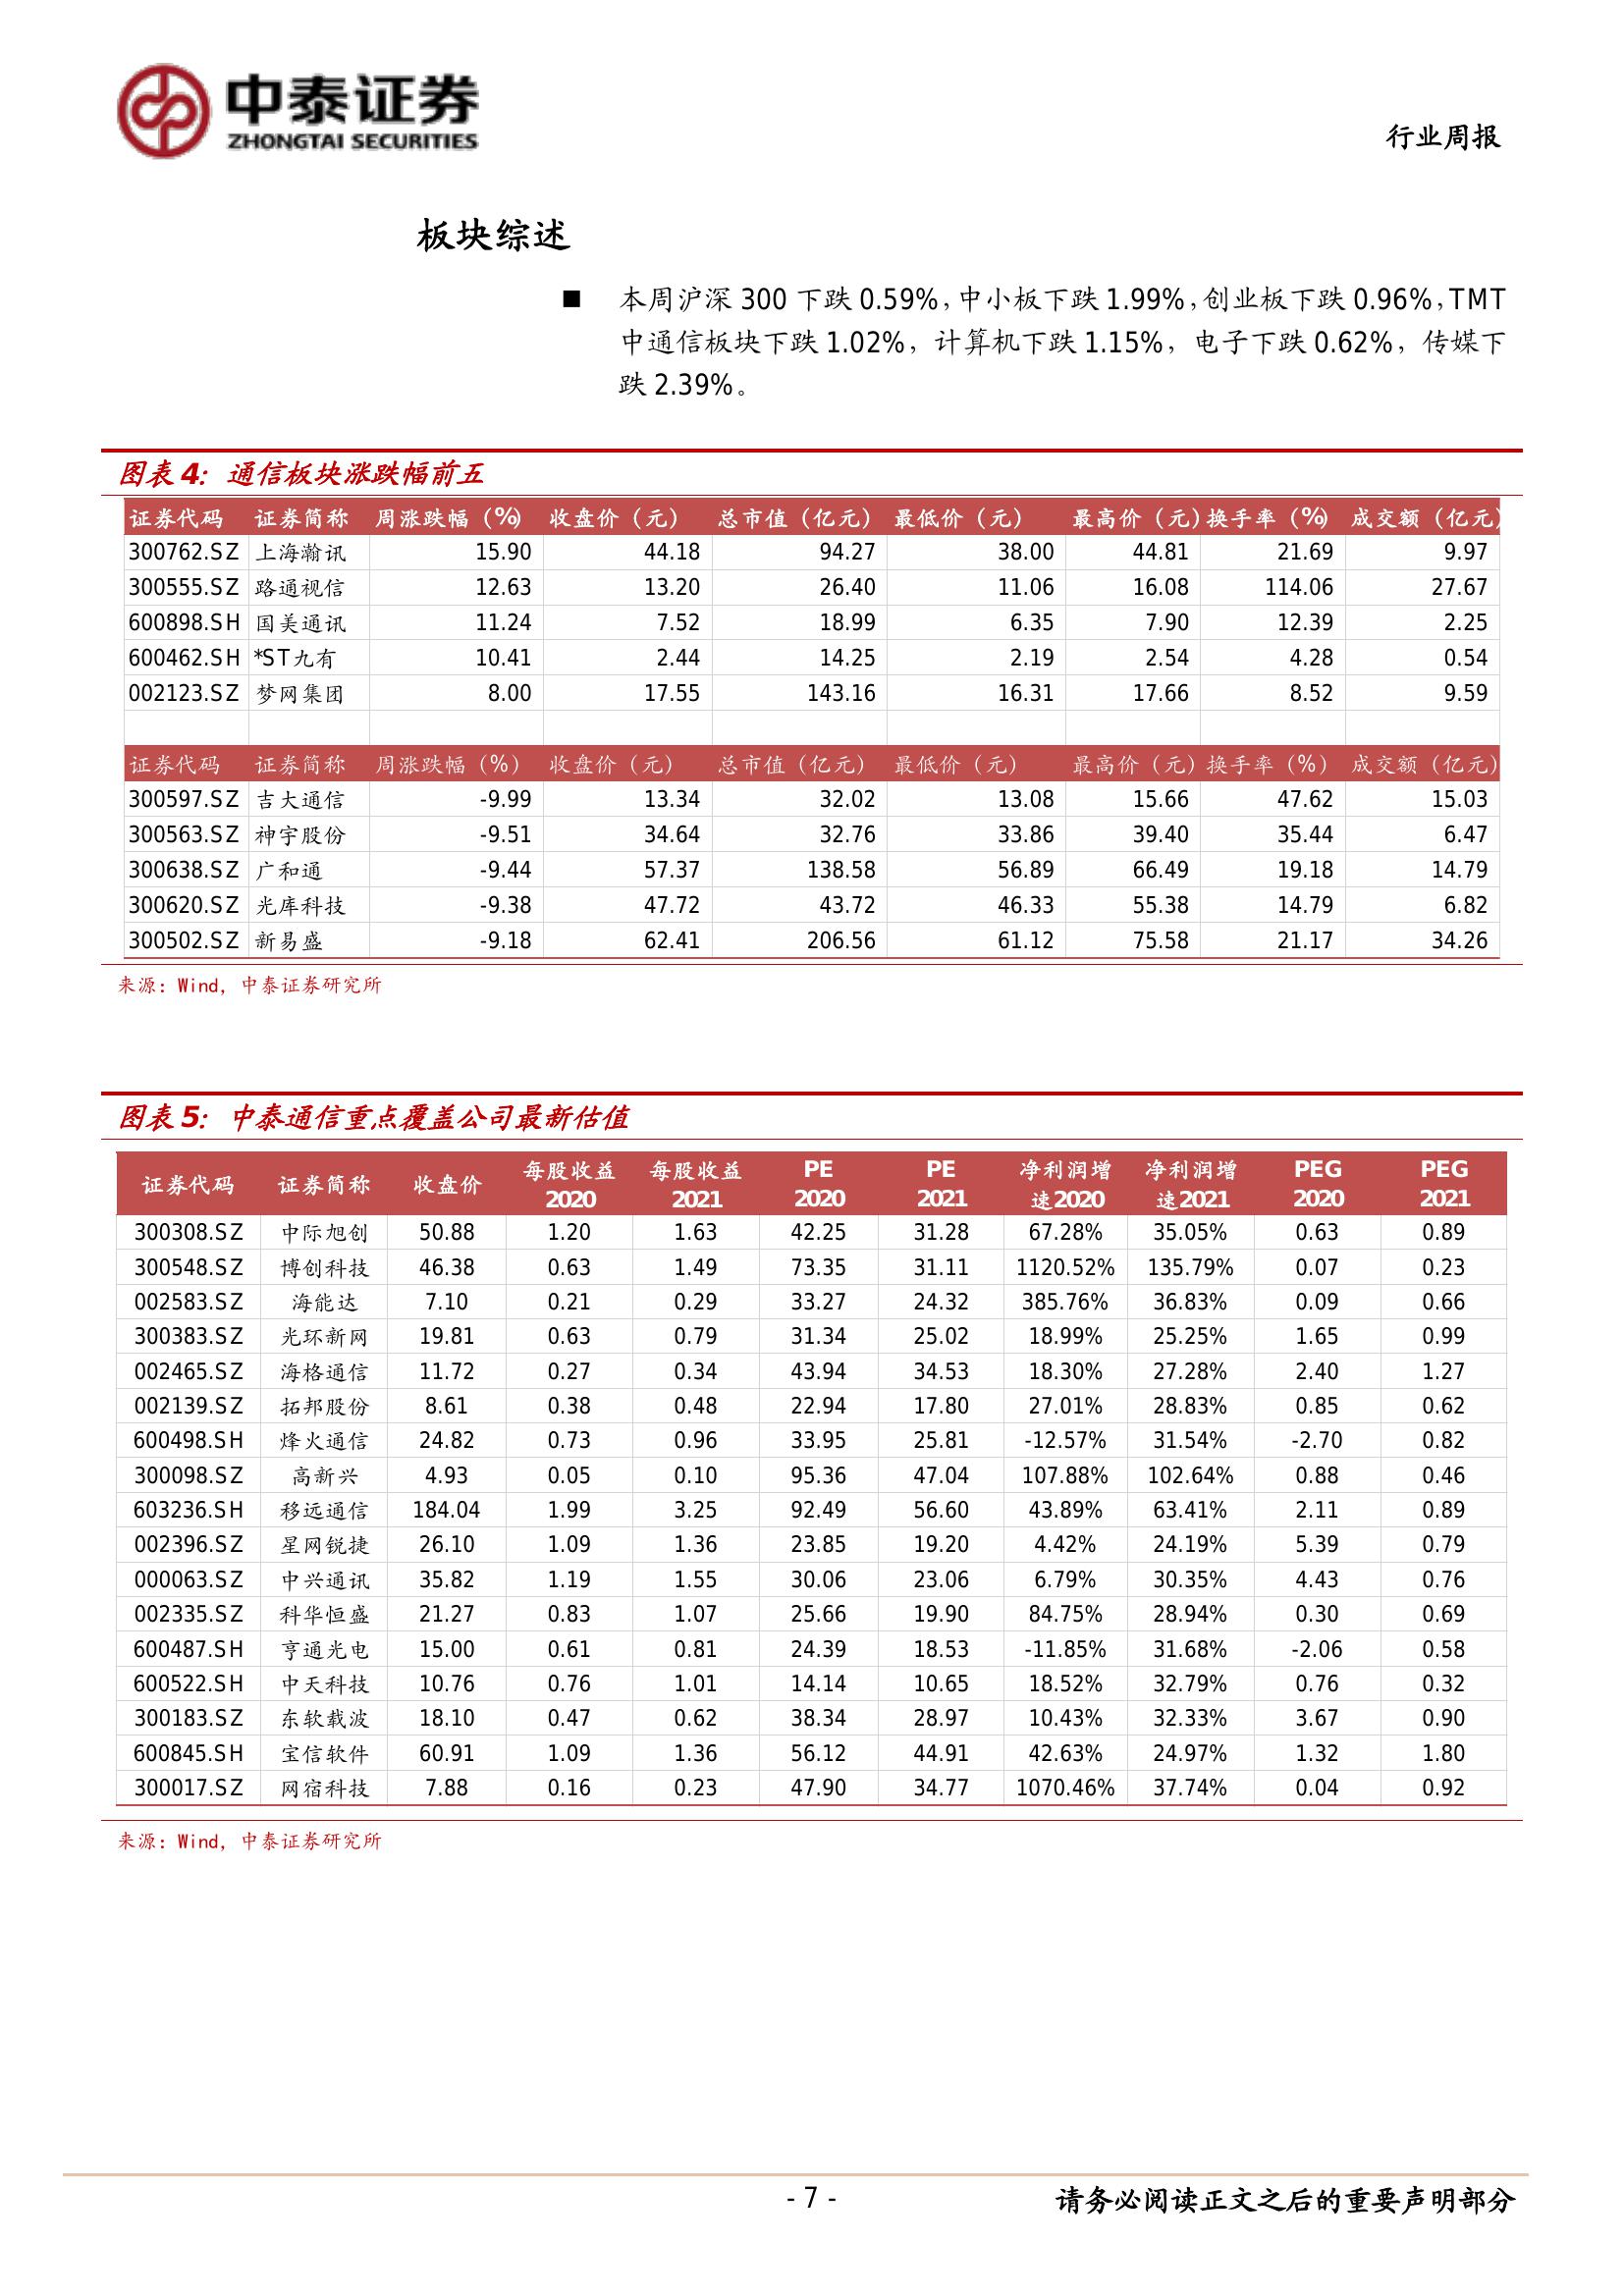 中泰证券
ZHONGTAI SECURITIES
行业周报
板块综述
■ 本周沪深 300 下跌 0.59%，中小板下跌 1.99%，创业板下跌 0.96%，TMT
中通信板块下跌 1.02%，计算机下跌 1.15%，电子下跌 0.62%，传媒下
跌 2.39%。
图表 4：通信板块涨跌幅前五
证券代码 证券简称 周涨跌幅（%） 收盘价（元） 总市值（亿元） 最低价（元） 最高价（元） 换手率（%） 成交额（亿元）
300762.SZ 上海瀚讯 15.90 44.18 94.27 38.00 44.81 21.69 9.97
300555.SZ 路通视信 12.63 13.20 26.40 11.06 16.08 114.06 27.67
600898.SH 国美通讯 11.24 7.52 18.99 6.35 7.90 12.39 2.25
600462.SH *ST九有 10.41 2.44 14.25 2.19 2.54 4.28 0.54
002123.SZ 梦网集团 8.00 17.55 143.16 16.31 17.66 8.52 9.59
证券代码 证券简称 周涨跌幅（%） 收盘价（元） 总市值（亿元） 最低价（元） 最高价（元） 换手率（%） 成交额（亿元）
300597.SZ 吉大通信 -9.99 13.34 32.02 13.08 15.66 47.62 15.03
300563.SZ 神宇股份 -9.51 34.64 32.76 33.86 39.40 35.44 6.47
300638.SZ 广和通 -9.44 57.37 138.58 56.89 66.49 19.18 14.79
300620.SZ 光库科技 -9.38 47.72 43.72 46.33 55.38 14.79 6.82
300502.SZ 新易盛 -9.18 62.41 206.56 61.12 75.58 21.17 34.26
来源：Wind，中泰证券研究所
图表 5：中泰通信重点覆盖公司最新估值
证券代码 证券简称 收盘价 每股收益 每股收益 PE PE 净利润增 净利润增 PEG PEG
2020 2021 2020 2021 速2020 速2021 2020 2021
300308.SZ 中际旭创 50.88 1.20 1.63 42.25 31.28 67.28% 35.05% 0.63 0.89
300548.SZ 博创科技 46.38 0.63 1.49 73.35 31.11 1120.52% 135.79% 0.07 0.23
002583.SZ 海能达 7.10 0.21 0.29 33.27 24.32 385.76% 36.83% 0.09 0.66
300383.SZ 光环新网 19.81 0.63 0.79 31.34 25.02 18.99% 25.25% 1.65 0.99
002465.SZ 海格通信 11.72 0.27 0.34 43.94 34.53 18.30% 27.28% 2.40 1.27
002139.SZ 拓邦股份 8.61 0.38 0.48 22.94 17.80 27.01% 28.83% 0.85 0.62
600498.SH 烽火通信 24.82 0.73 0.96 33.95 25.81 -12.57% 31.54% -2.70 0.82
300098.SZ 高新兴 4.93 0.05 0.10 95.36 47.04 107.88% 102.64% 0.88 0.46
603236.SH 移远通信 184.04 1.99 3.25 92.49 56.60 43.89% 63.41% 2.11 0.89
002396.SZ 星网锐捷 26.10 1.09 1.36 23.85 19.20 4.42% 24.19% 5.39 0.79
000063.SZ 中兴通讯 35.82 1.19 1.55 30.06 23.06 6.79% 30.35% 4.43 0.76
002335.SZ 科华恒盛 21.27 0.83 1.07 25.66 19.90 84.75% 28.94% 0.30 0.69
600487.SH 亨通光电 15.00 0.61 0.81 24.39 18.53 -11.85% 31.68% -2.06 0.58
600522.SH 中天科技 10.76 0.76 1.01 14.14 10.65 18.52% 32.79% 0.76 0.32
300183.SZ 东软载波 18.10 0.47 0.62 38.34 28.97 10.43% 32.33% 3.67 0.90
600845.SH 宝信软件 60.91 1.09 1.36 56.12 44.91 42.63% 24.97% 1.32 1.80
300017.SZ 网宿科技 7.88 0.16 0.23 47.90 34.77 1070.46% 37.74% 0.04 0.92
来源：Wind，中泰证券研究所
- 7 -
请务必阅读正文之后的重要声明部分